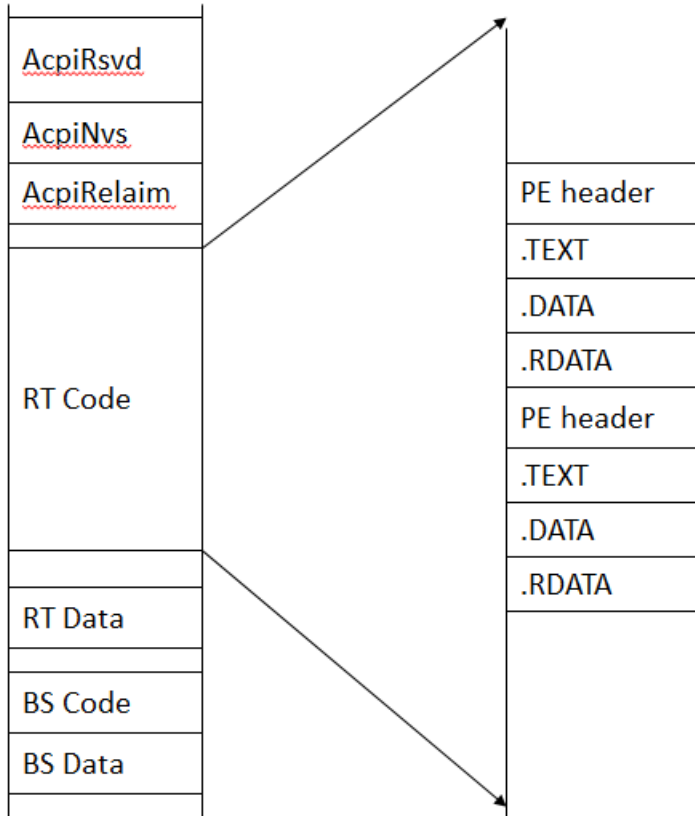 AcpiRsvd
AcpiNvs
AcpiRelaim
RT Code
RT Data
BS Code
BS Data
PE header
.TEXT
.DATA
.RDATA
PE header
.TEXT
.DATA
.RDATA